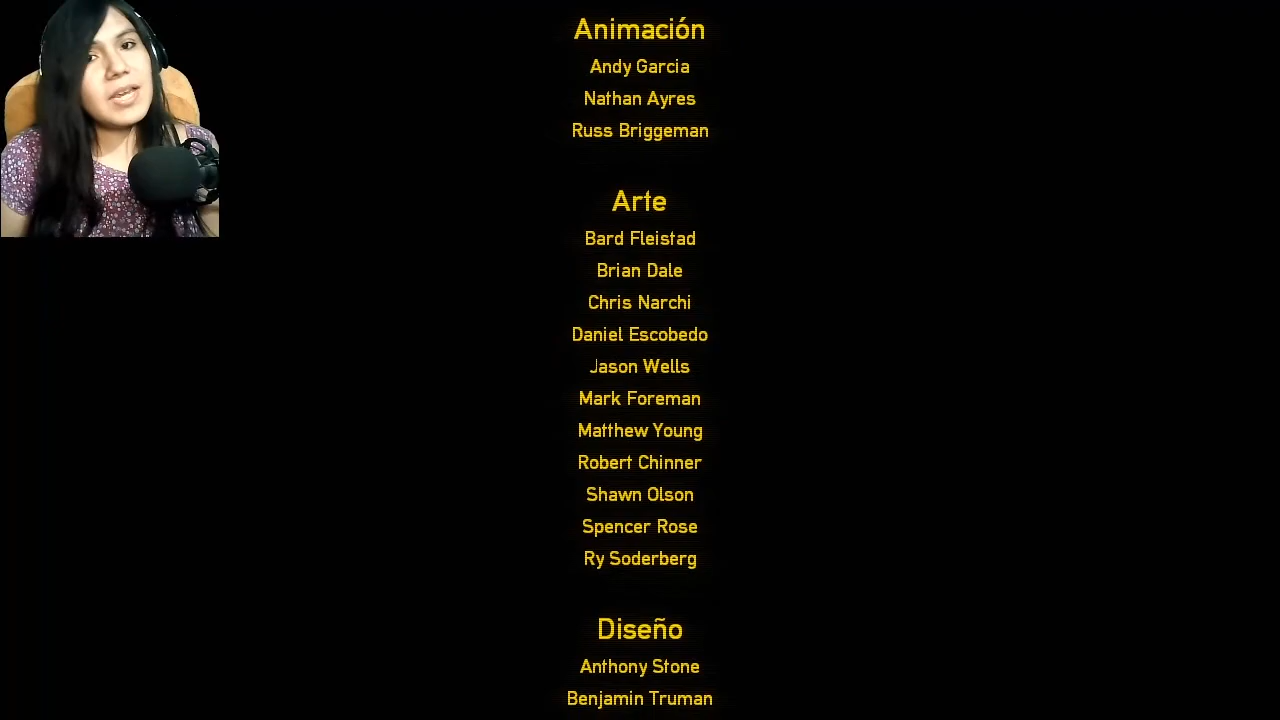 Animación
Andy Garcia
Nathan Ayres
Russ Briggeman
Arte
Bard Fleistad
Brian Dale
Chris Narchi
Daniel Escobedo
Jason Wells
Mark Foreman
Matthew Young
Robert Chinner
Shawn Olson
Spencer Rose
Ry Soderberg
Diseño
Anthony Stone
Benjamin Truman